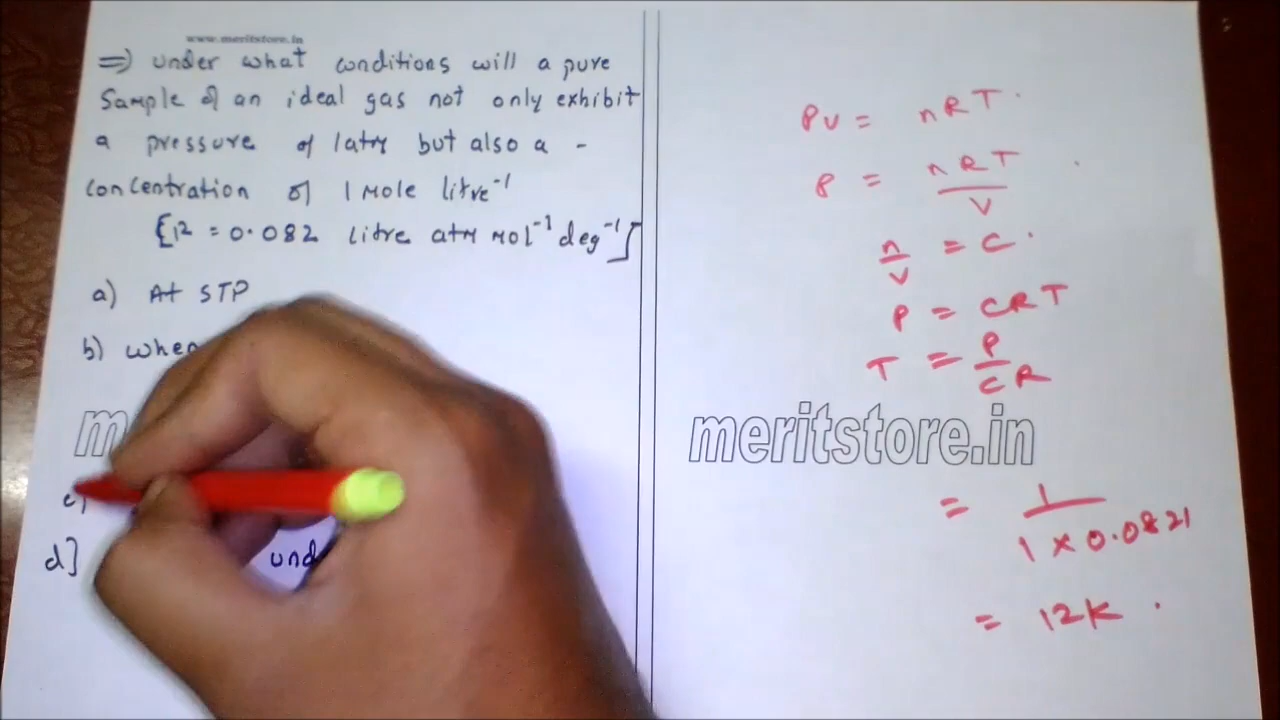 www.meritstore.in
=) under what conditions will a pure
Sample of an ideal gas not only exhibit
a pressure of 1atm but also a -
concentration of 1 mole litre⁻¹
[R = 0.082 litre atm mol⁻¹ deg⁻¹]
a) At STP
b) when
m
c)
d] und
PV = nRT
P = nRT / V
n / V = C
P = CRT
T = P / CR
meritstore.in
= 1 / 1 x 0.0821
= 12K